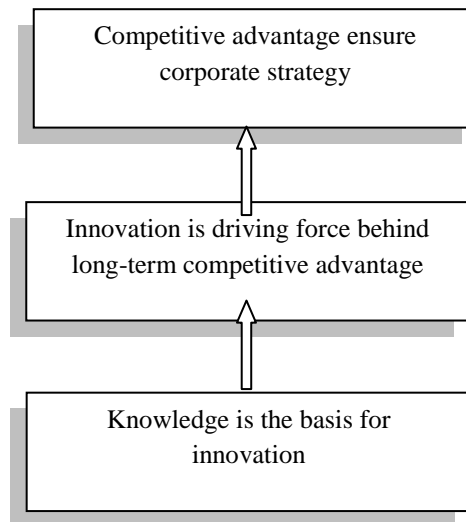 Competitive advantage ensure
corporate strategy
Innovation is driving force behind
long-term competitive advantage
Knowledge is the basis for
innovation